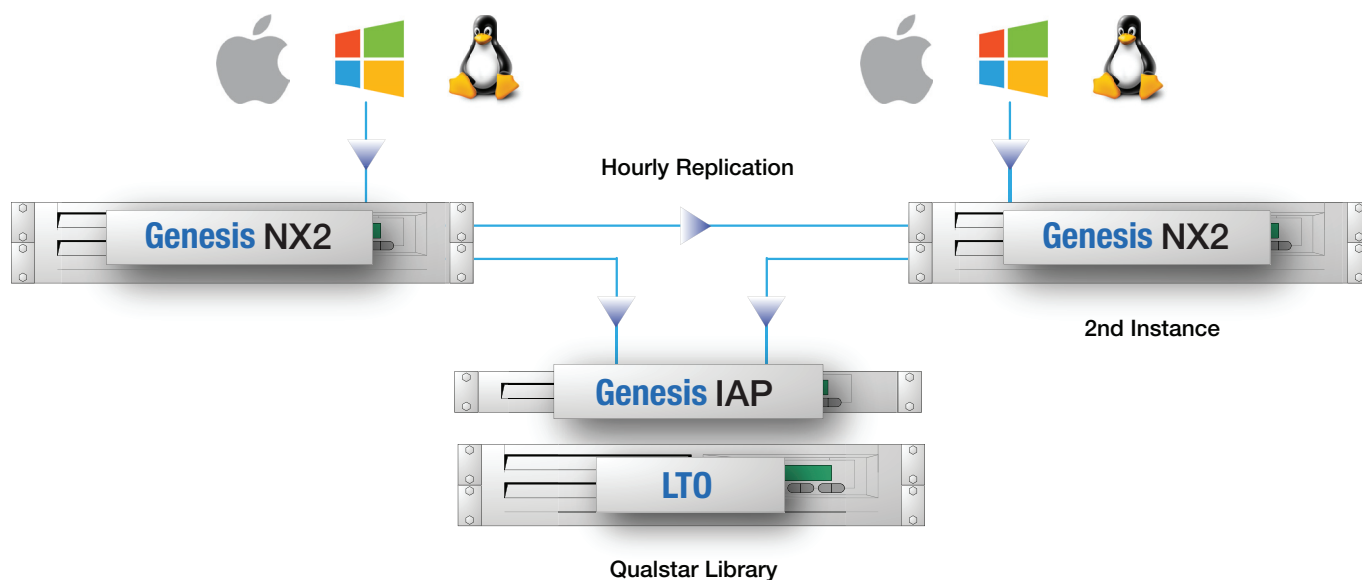 Hourly Replication
Genesis NX2
Genesis NX2
2nd Instance
Genesis IAP
LTO
Qualstar Library